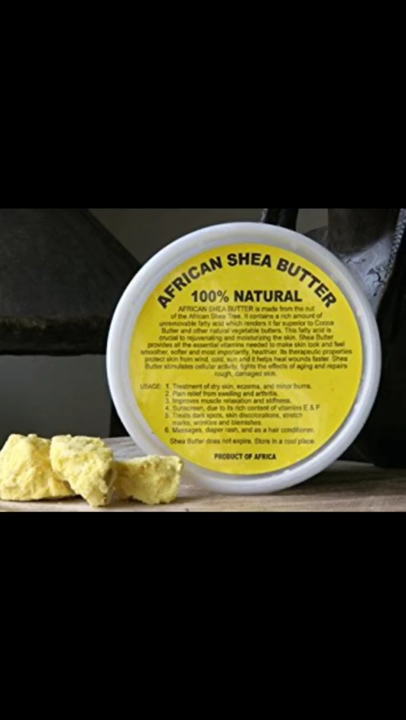 AFRICAN SHEA BUTTER
100% NATURAL
AFRICAN SHEA BUTTER is made from the nut
of the African Shea Tree. It contains a rich amount of
unremovable fatty acid which renders it far superior to Cocoa
Butter and other natural vegetable butters. This fatty acid is
crucial to rejuvenating and moisturizing the skin. Shea Butter
provides all the essential vitamins needed to make skin look and feel
smoother, softer and most importantly, healthier. Its therapeutic properties
protect skin from wind, cold, sun and it helps heal wounds faster. Shea
Butter stimulates cellular activity, fights the effects of aging and repairs
rough, damaged skin.
USAGE: 1. Treatment of dry skin, eczema, and minor burns.
2. Pain relief from swelling and arthritis.
3. Improves muscle relaxation and stiffness.
4. Sunscreen, due to its rich content of vitamins E & F
5. Treats dark spots, skin discolorations, stretch
marks, wrinkles and blemishes.
6. Massages, diaper rash, and as a hair conditioner.
Shea Butter does not expire. Store in a cool place.
PRODUCT OF AFRICA